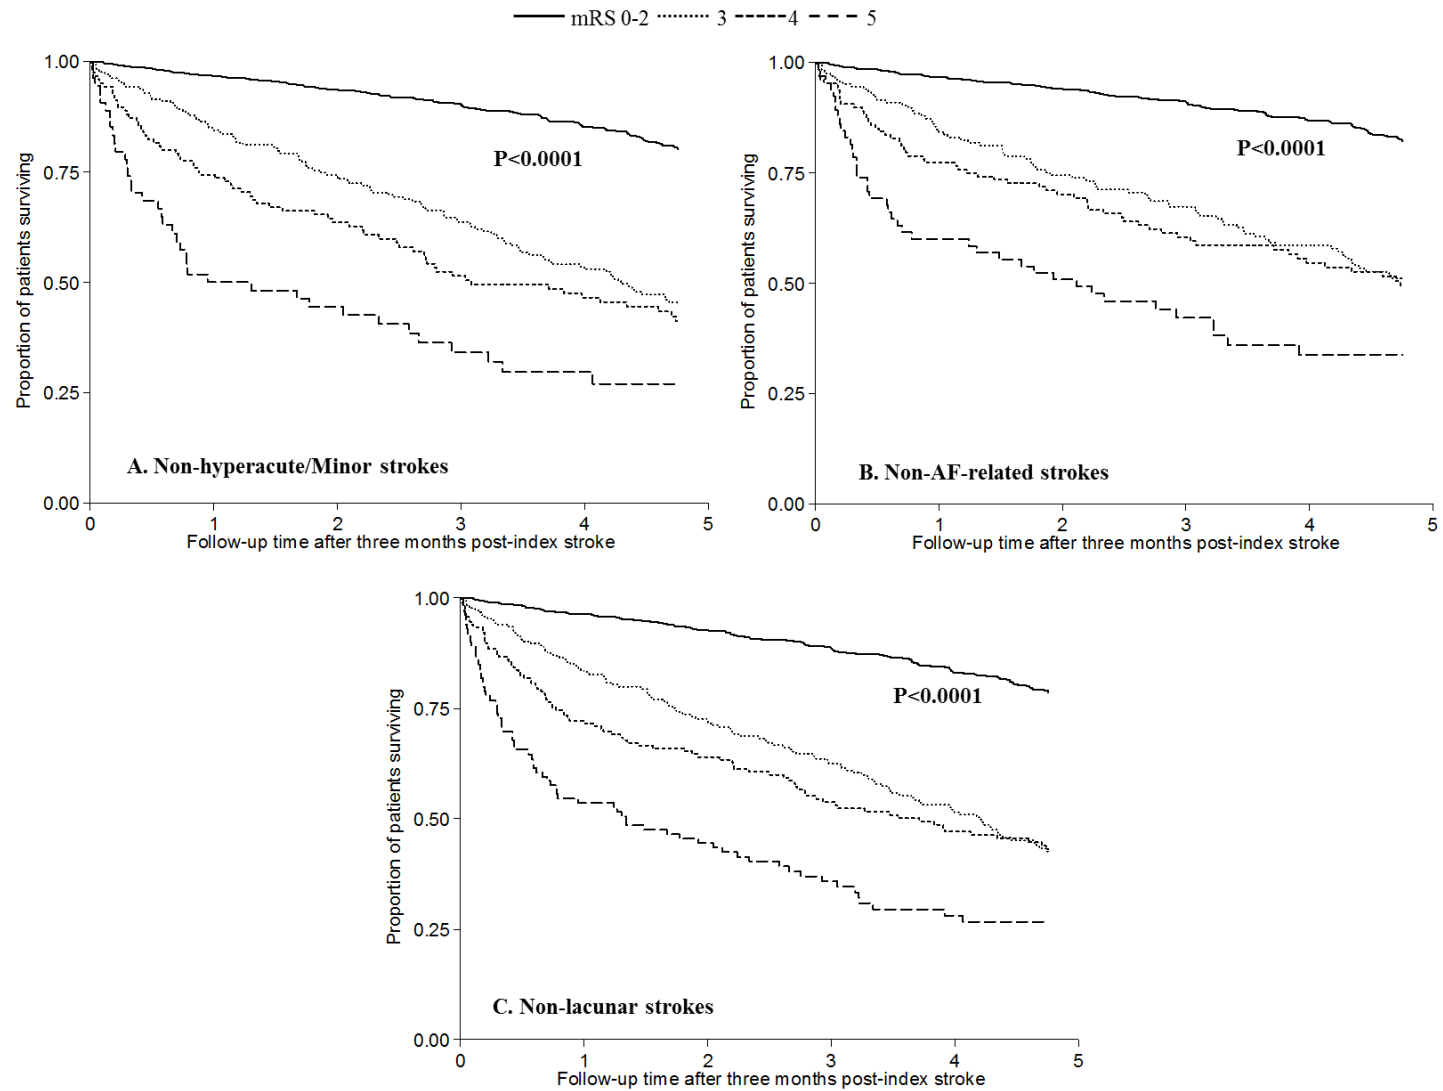 mRS 0-2 3 4 5
1.00
0.75
0.50
0.25
0.00
Proportion of patients surviving
P<0.0001
A. Non-hyperacute/Minor strokes
0 1 2 3 4 5
Follow-up time after three months post-index stroke
1.00
0.75
0.50
0.25
0.00
Proportion of patients surviving
P<0.0001
B. Non-AF-related strokes
0 1 2 3 4 5
Follow-up time after three months post-index stroke
1.00
0.75
0.50
0.25
0.00
Proportion of patients surviving
P<0.0001
C. Non-lacunar strokes
0 1 2 3 4 5
Follow-up time after three months post-index stroke